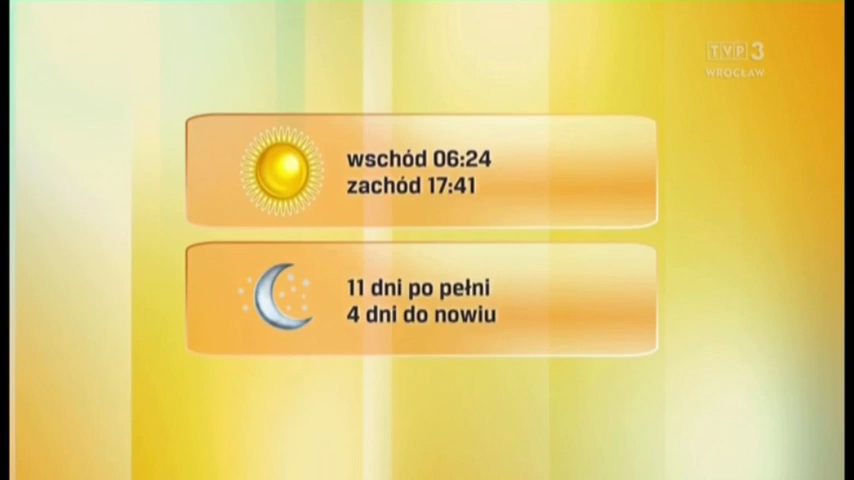 TVP3
WROCŁAW
wschód 06:24
zachód 17:41
11 dni po pełni
4 dni do nowiu